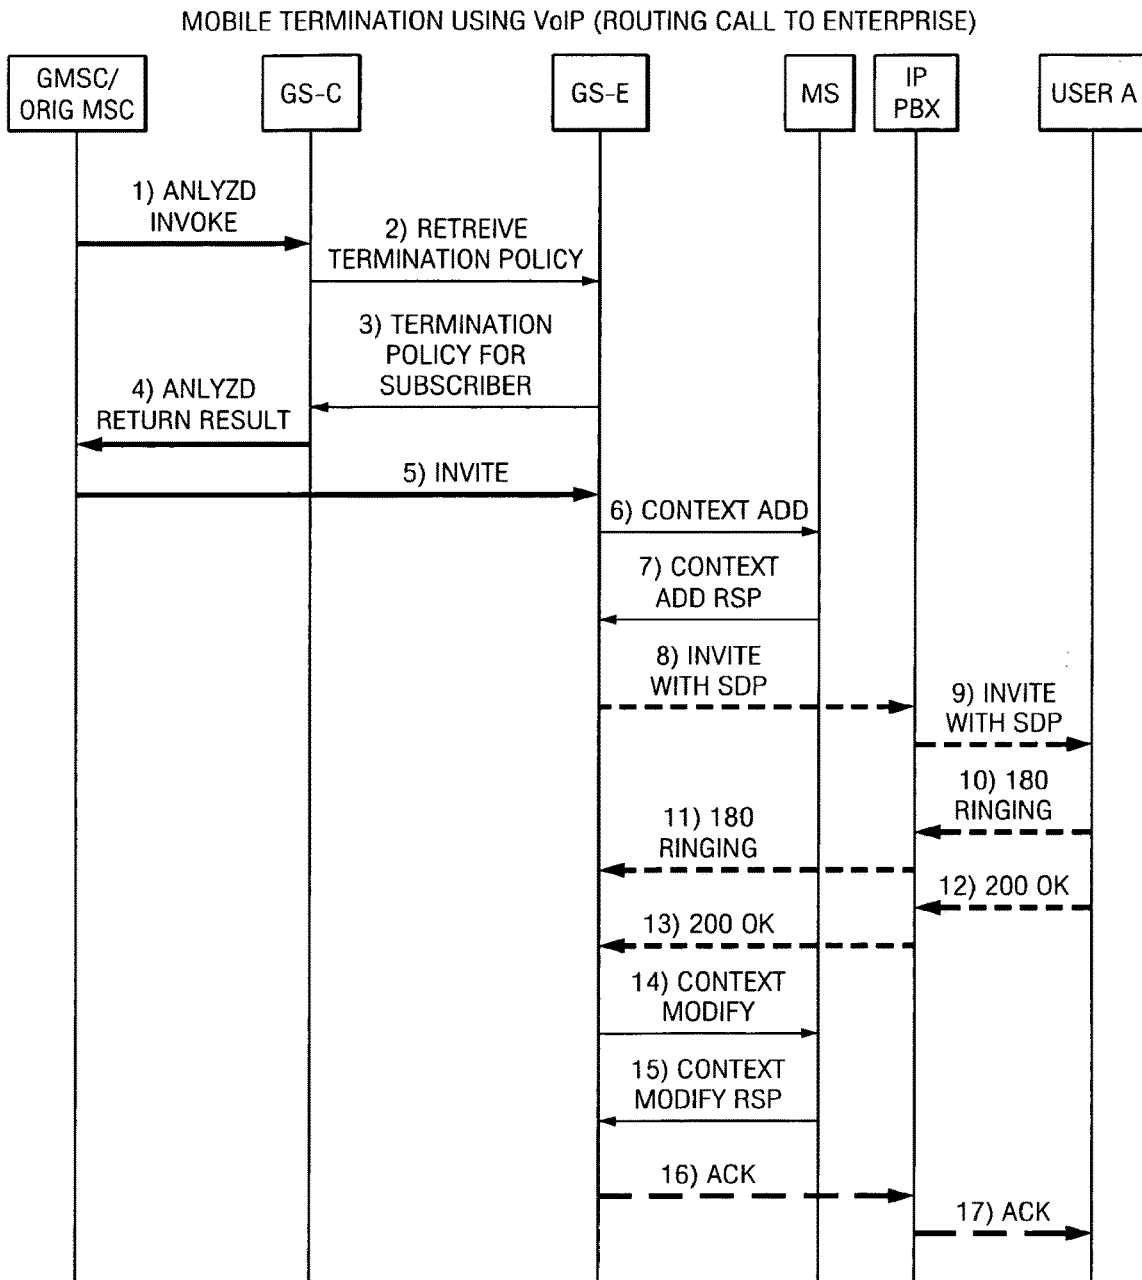 MOBILE TERMINATION USING VoIP (ROUTING CALL TO ENTERPRISE)
GMSC/
ORIG MSC
GS-C
GS-E
MS
IP
PBX
USER A
1) ANLYZD
INVOKE
2) RETREIVE
TERMINATION POLICY
3) TERMINATION
POLICY FOR
SUBSCRIBER
4) ANLYZD
RETURN RESULT
5) INVITE
6) CONTEXT ADD
7) CONTEXT
ADD RSP
8) INVITE
WITH SDP
9) INVITE
WITH SDP
10) 180
RINGING
11) 180
RINGING
12) 200 OK
13) 200 OK
14) CONTEXT
MODIFY
15) CONTEXT
MODIFY RSP
16) ACK
17) ACK